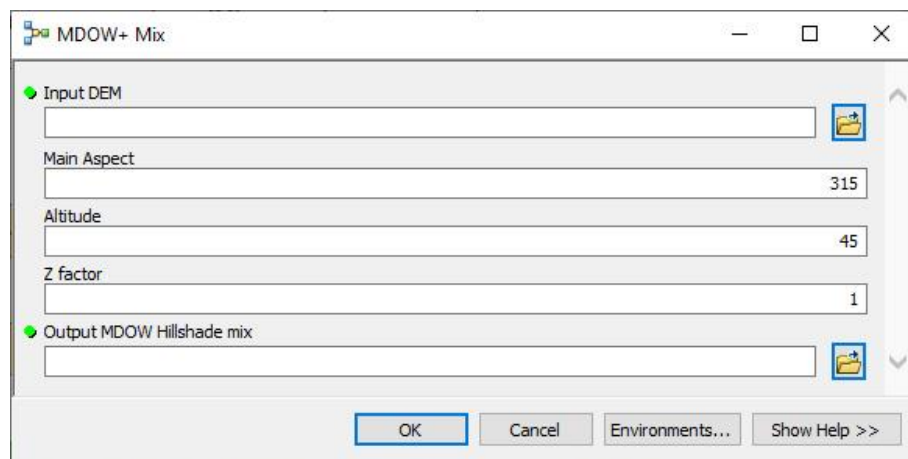 MDOW+ Mix
Input DEM
Main Aspect
315
Altitude
45
Z factor
1
Output MDOW Hillshade mix
OK Cancel Environments... Show Help >>